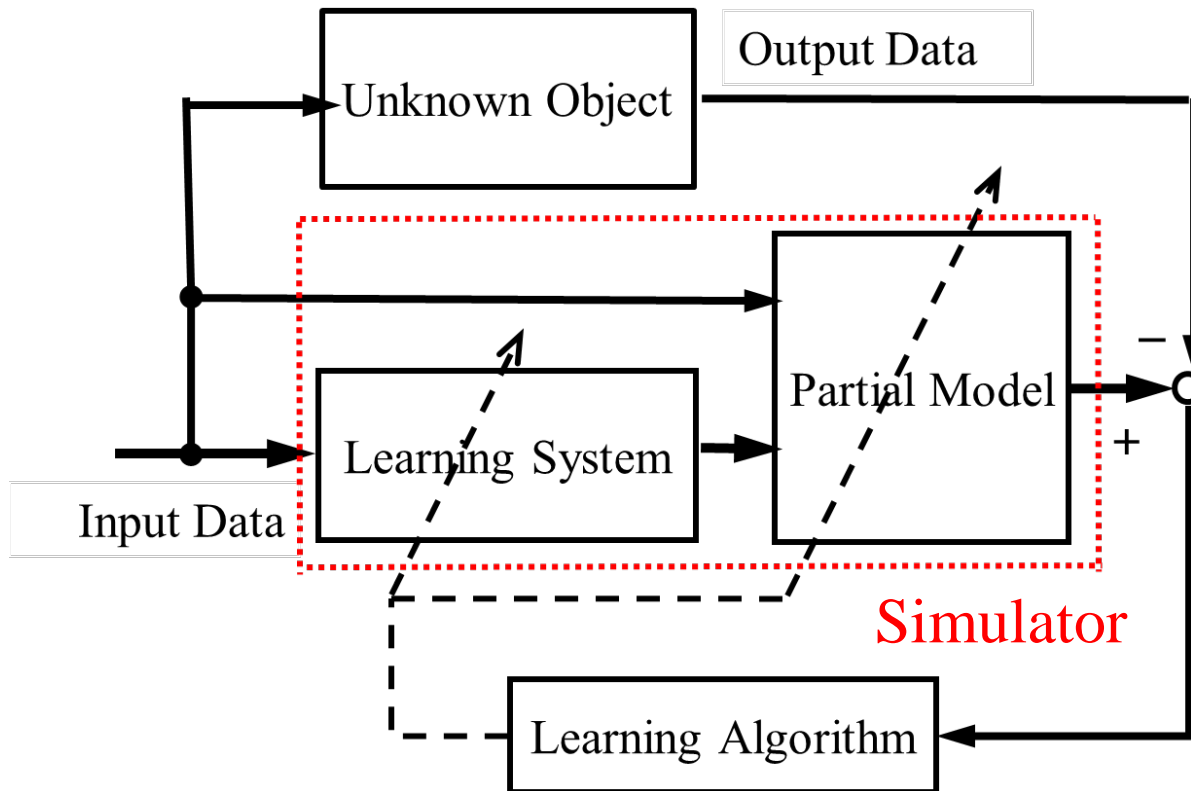 Output Data
Unknown Object
−
Partial Model
+
Learning System
Input Data
Simulator
Learning Algorithm